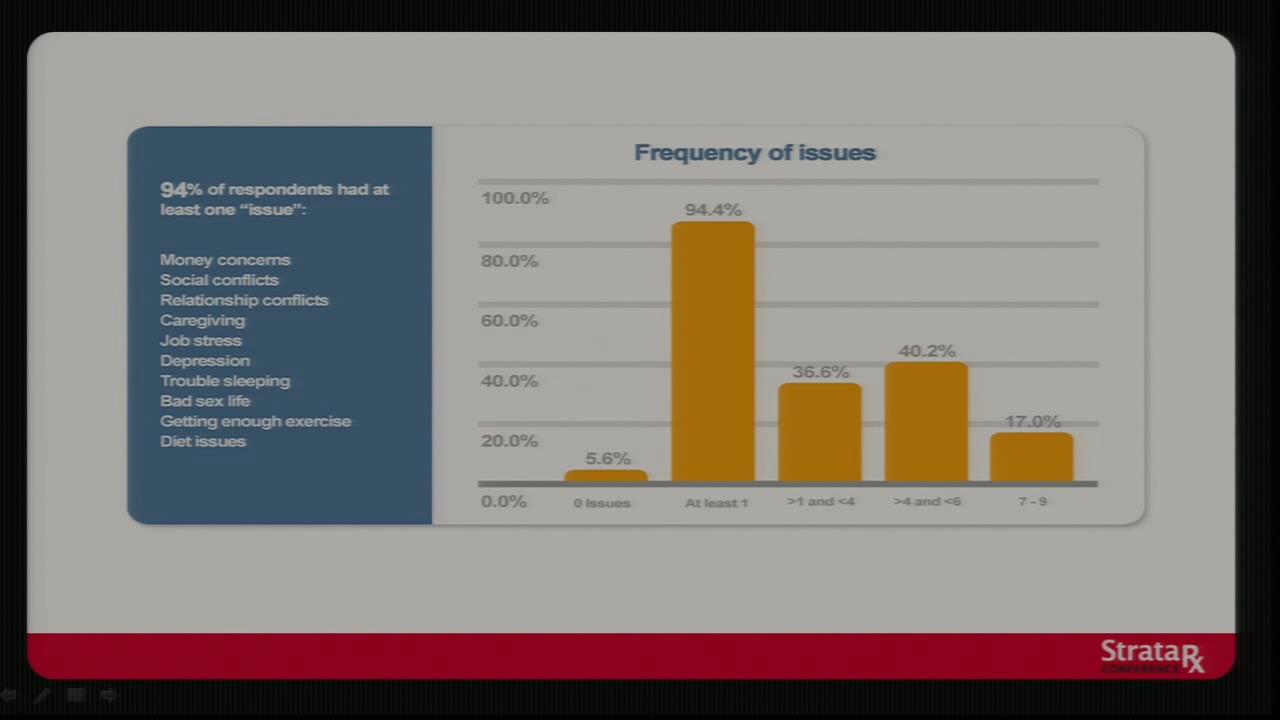 94% of respondents had at
least one “issue”:
Money concerns
Social conflicts
Relationship conflicts
Caregiving
Job stress
Depression
Trouble sleeping
Bad sex life
Getting enough exercise
Diet issues
Frequency of issues
100.0%
80.0%
60.0%
40.0%
20.0%
0.0%
5.6%
94.4%
36.6%
40.2%
17.0%
0 Issues
At least 1
>1 and <4
>4 and <6
7 - 9
Strata Rx
CONFERENCE